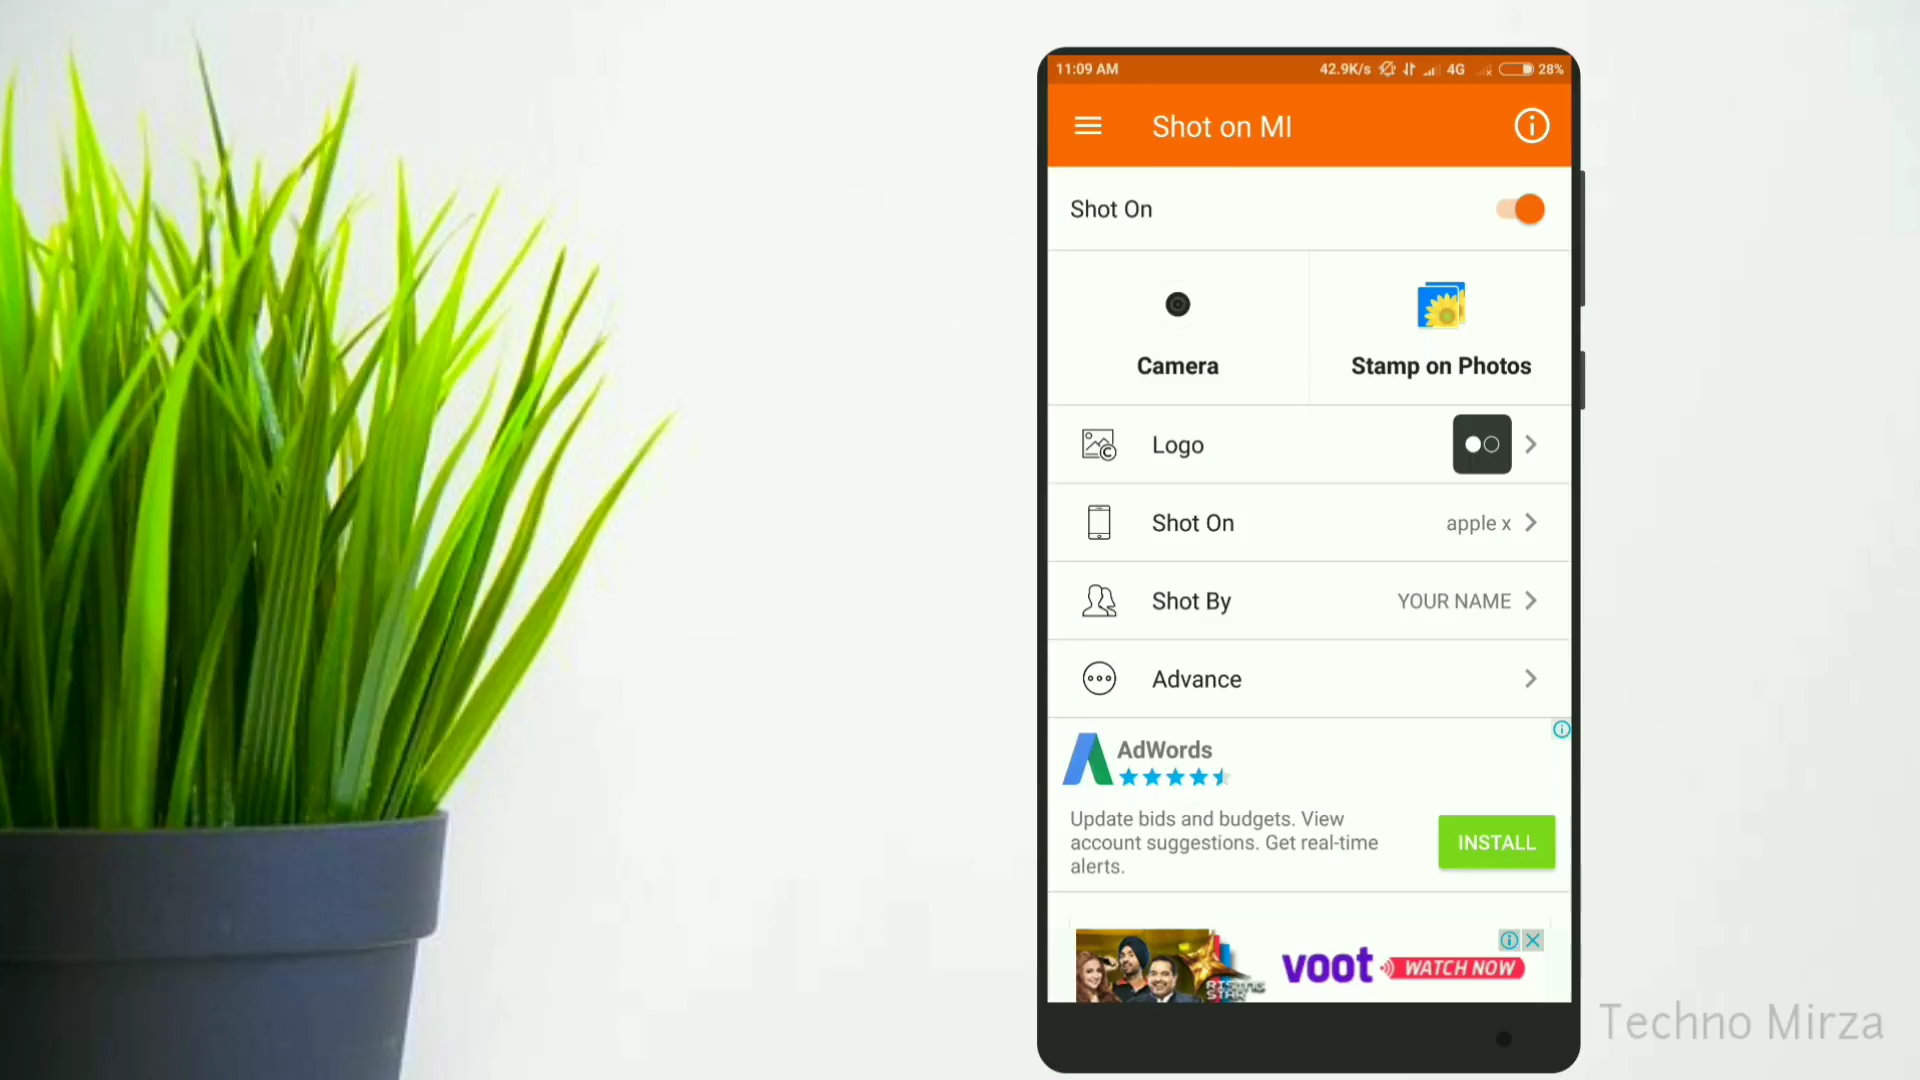 11:09 AM 42.9K/s 4G 28%
Shot on MI
Shot On
Camera
Stamp on Photos
Logo
Shot On apple x
Shot By YOUR NAME
Advance
AdWords
Update bids and budgets. View
account suggestions. Get real-time
alerts.
INSTALL
RISING
STAR
voot WATCH NOW
Techno Mirza